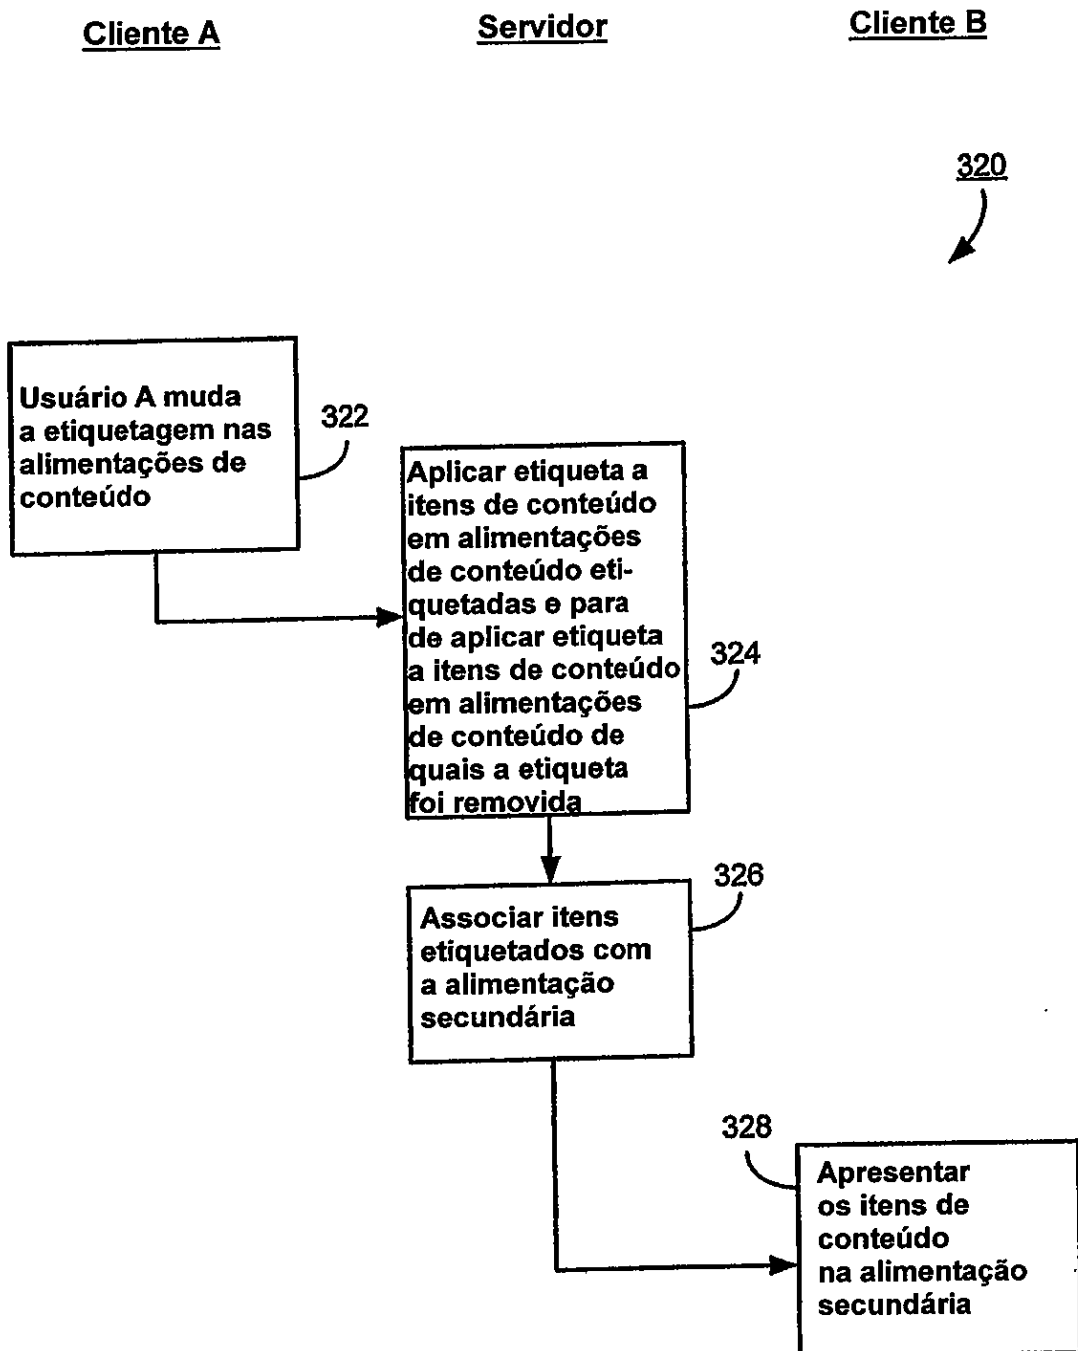 Cliente A
Servidor
Cliente B
320
Usuário A muda
a etiquetagem nas
alimentações de
conteúdo
322
Aplicar etiqueta a
itens de conteúdo
em alimentações
de conteúdo eti-
quetadas e para
de aplicar etiqueta
a itens de conteúdo
em alimentações
de conteúdo de
quais a etiqueta
foi removida
324
Associar itens
etiquetados com
a alimentação
secundária
326
328
Apresentar
os itens de
conteúdo
na alimentação
secundária